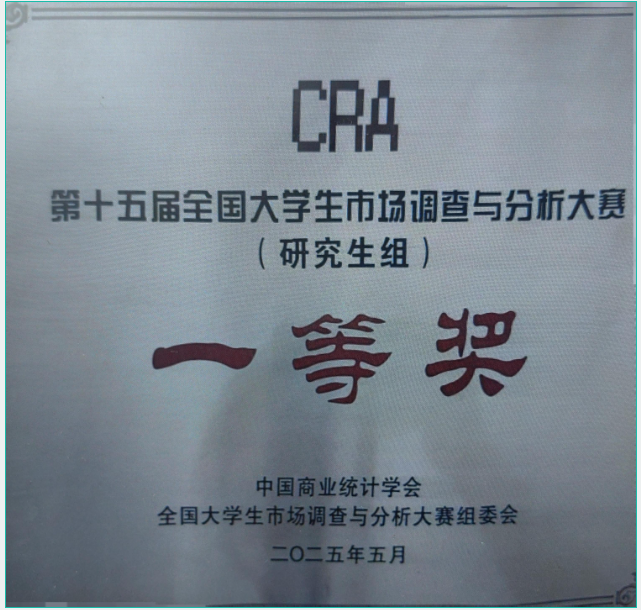 CRA
第十五届全国大学生市场调查与分析大赛
（研究生组）
一等奖
中国商业统计学会
全国大学生市场调查与分析大赛组委会
二〇二五年五月